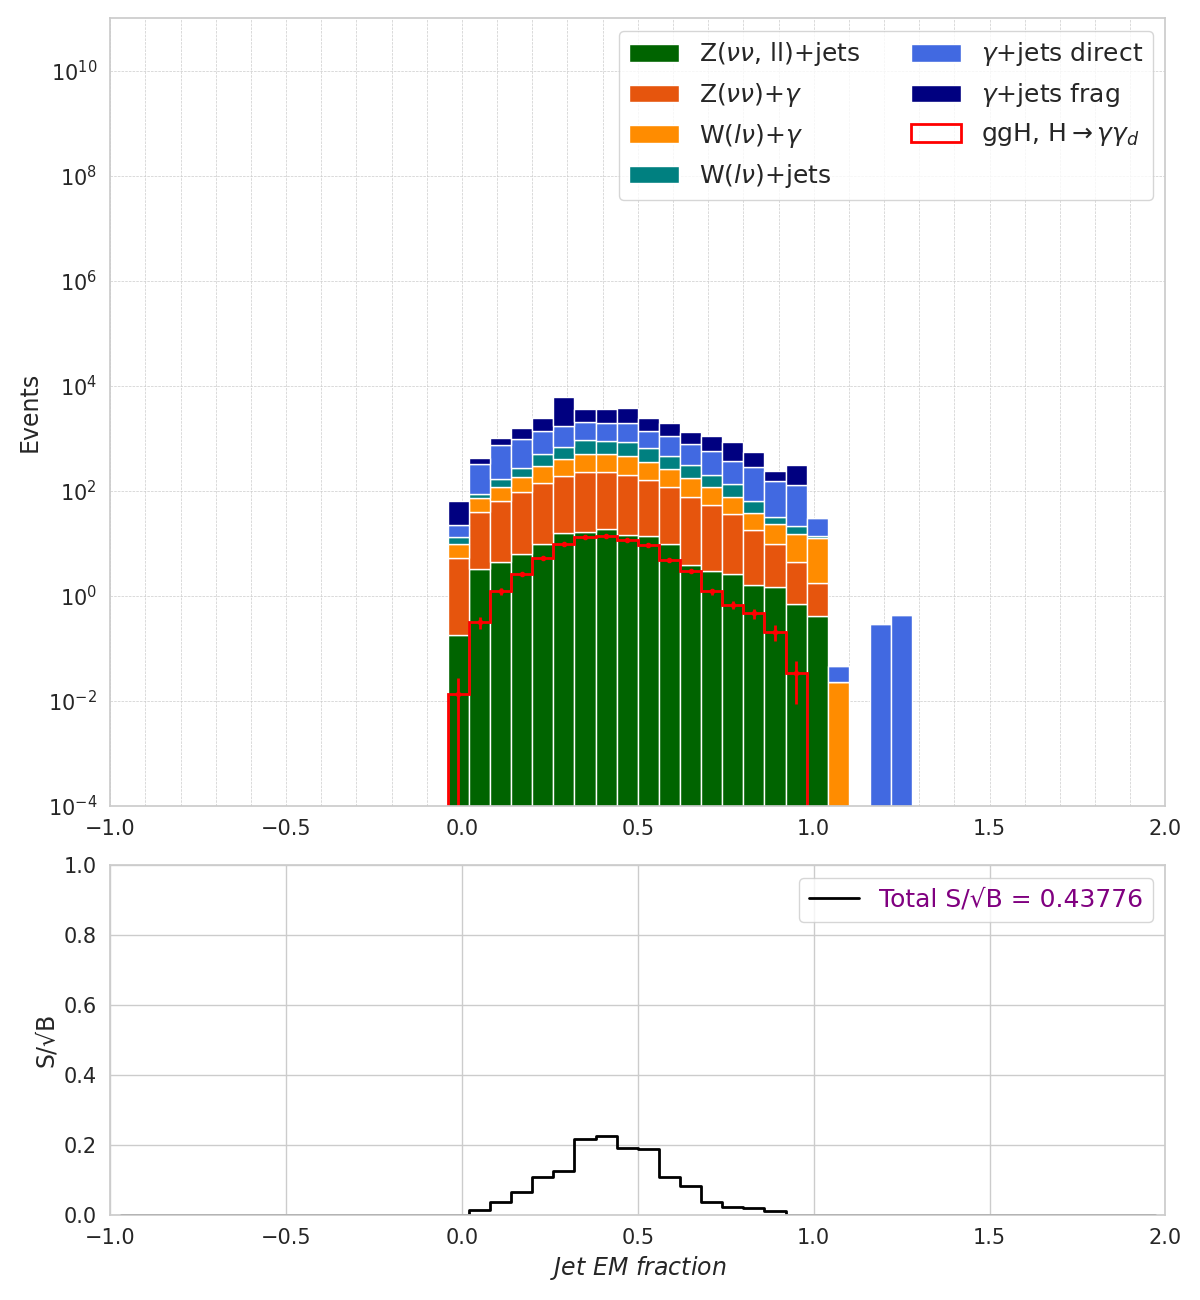 Z(νν, ll)+jets
Z(νν)+γ
W(lν)+γ
W(lν)+jets
γ+jets direct
γ+jets frag
ggH, H→γγ_d
Events
10^10
10^8
10^6
10^4
10^2
10^0
10^−2
10^−4
−1.0 −0.5 0.0 0.5 1.0 1.5 2.0
Total S/√B = 0.43776
S/√B
1.0
0.8
0.6
0.4
0.2
0.0
−1.0 −0.5 0.0 0.5 1.0 1.5 2.0
Jet EM fraction